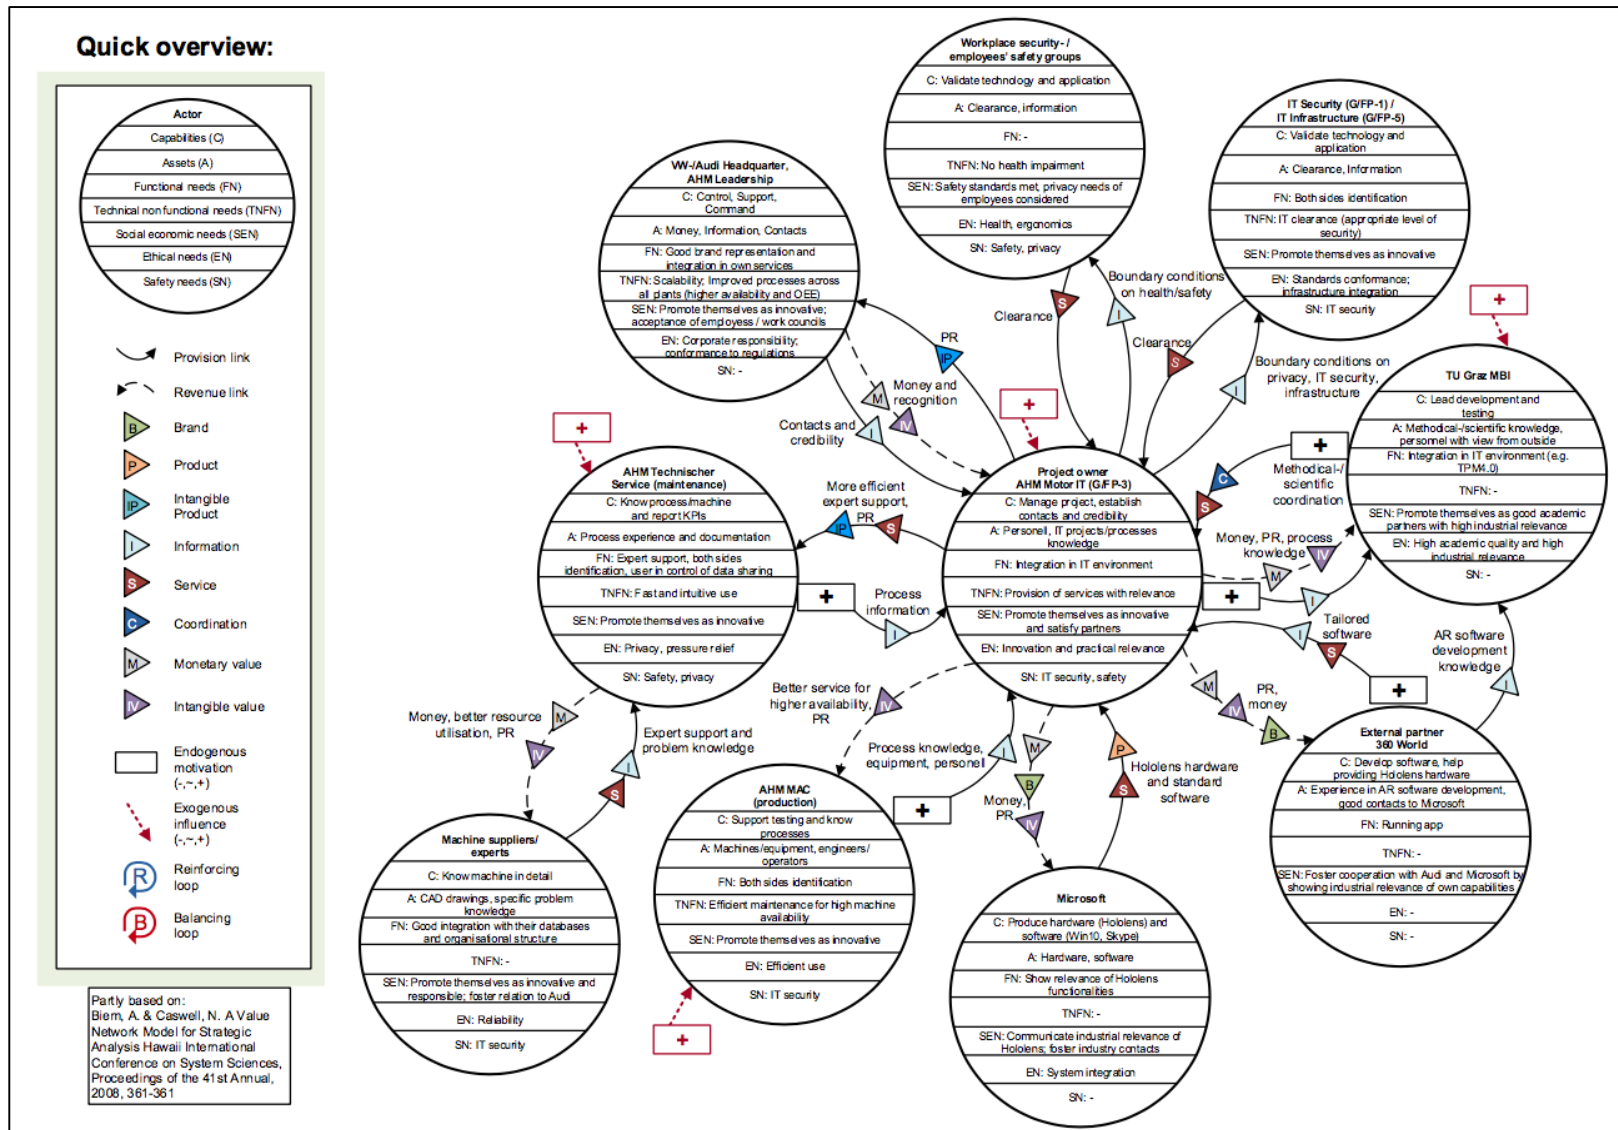 Quick overview:
Actor
Capabilities (C)
Assets (A)
Functional needs (FN)
Technical non functional needs (TNFN)
Social economic needs (SEN)
Ethical needs (EN)
Safety needs (SN)
Provision link
Revenue link
B
Brand
P
Product
IP
Intangible
Product
I
Information
S
Service
C
Coordination
M
Monetary value
IV
Intangible value
Endogenous
motivation
(-,~,+)
Exogenous
influence
(-,~,+)
R
Reinforcing
loop
B
Balancing
loop
Partly based on:
Biem, A. & Caswell, N. A Value
Network Model for Strategic
Analysis Hawaii International
Conference on System Sciences,
Proceedings of the 41st Annual,
2008, 361-361
VW-/Audi Headquarter,
AHM Leadership
C: Control, Support,
Command
A: Money, Information, Contacts
FN: Good brand representation and
integration in own services
TNFN: Scalability; Improved processes across
all plants (higher availability and OEE)
SEN: Promote themselves as innovative;
acceptance of employess / work councils
EN: Corporate responsibility;
conformance to regulations
SN: -
Workplace security- /
employees' safety groups
C: Validate technology and application
A: Clearance, information
FN: -
TNFN: No health impairment
SEN: Safety standards met, privacy needs of
employees considered
EN: Health, ergonomics
SN: Safety, privacy
IT Security (G/FP-1) /
IT Infrastructure (G/FP-5)
C: Validate technology and
application
A: Clearance, Information
FN: Both sides identification
TNFN: IT clearance (appropriate level of
security)
SEN: Promote themselves as innovative
EN: Standards conformance;
infrastructure integration
SN: IT security
+
TU Graz MBI
C: Lead development and
testing
A: Methodical-/scientific knowledge,
personnel with view from outside
FN: Integration in IT environment (e.g.
TPM4.0)
TNFN: -
SEN: Promote themselves as good academic
partners with high industrial relevance
EN: High academic quality and high
industrial relevance
SN: -
PR
IP
M
Money and
recognition
IV
Contacts and
credibility
I
Clearance
S
Boundary conditions
on health/safety
I
Clearance
S
Boundary conditions on
privacy, IT security,
infrastructure
I
+
+
+
Methodical-/
scientific
coordination
C
S
AHM Technischer
Service (maintenance)
C: Know process/machine
and report KPIs
A: Process experience and documentation
FN: Expert support, both sides
identification, user in control of data sharing
TNFN: Fast and intuitive use
SEN: Promote themselves as innovative
EN: Privacy, pressure relief
SN: Safety, privacy
More efficient
expert support,
PR
IP
S
+
Process
information
I
Project owner
AHM Motor IT (G/FP-3)
C: Manage project, establish
contacts and credibility
A: Personell, IT projects/processes
knowledge
FN: Integration in IT environment
TNFN: Provision of services with relevance
SEN: Promote themselves as innovative
and satisfy partners
EN: Innovation and practical relevance
SN: IT security, safety
Money, PR, process
knowledge
M
IV
+
I
Tailored
software
I
S
+
AR software
development
knowledge
I
PR,
money
M
IV
B
Money, better resource
utilisation, PR
M
IV
Expert support and
problem knowledge
I
S
Better service for
higher availability,
PR
IV
Process knowledge,
equipment, personell
I
+
M
B
Money,
PR
IV
Hololens hardware
and standard
software
P
S
Machine suppliers/
experts
C: Know machine in detail
A: CAD drawings, specific problem
knowledge
FN: Good integration with their databases
and organisational structure
TNFN: -
SEN: Promote themselves as innovative and
responsible; foster relation to Audi
EN: Reliability
SN: IT security
AHM MAC
(production)
C: Support testing and know
processes
A: Machines/equipment, engineers/
operators
FN: Both sides identification
TNFN: Efficient maintenance for high machine
availability
SEN: Promote themselves as innovative
EN: Efficient use
SN: IT security
+
Microsoft
C: Produce hardware (Hololens) and
software (Win10, Skype)
A: Hardware, software
FN: Show relevance of Hololens
functionalities
TNFN: -
SEN: Communicate industrial relevance of
Hololens; foster industry contacts
EN: System integration
SN: -
External partner
360 World
C: Develop software, help
providing Hololens hardware
A: Experience in AR software development,
good contacts to Microsoft
FN: Running app
TNFN: -
SEN: Foster cooperation with Audi and Microsoft by
showing industrial relevance of own capabilities
EN: -
SN: -